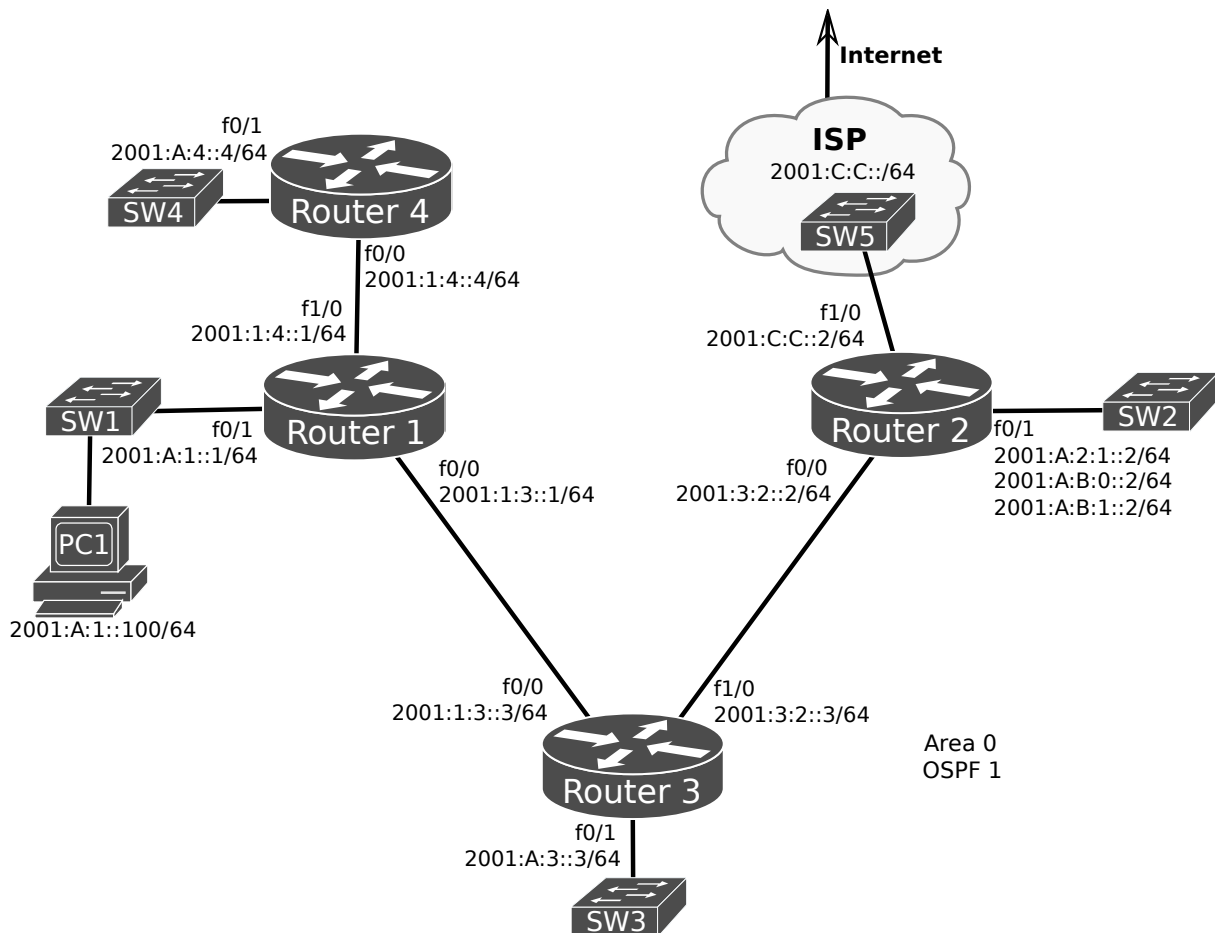 Internet
ISP
2001:C:C::/64
SW5
f0/1
2001:A:4::4/64
SW4
Router 4
f0/0
2001:1:4::4/64
f1/0
2001:1:4::1/64
f1/0
2001:C:C::2/64
SW1
f0/1
2001:A:1::1/64
Router 1
f0/0
2001:1:3::1/64
Router 2
f0/0
2001:3:2::2/64
SW2
f0/1
2001:A:2:1::2/64
2001:A:B:0::2/64
2001:A:B:1::2/64
PC1
2001:A:1::100/64
f0/0
2001:1:3::3/64
f1/0
2001:3:2::3/64
Router 3
Area 0
OSPF 1
f0/1
2001:A:3::3/64
SW3